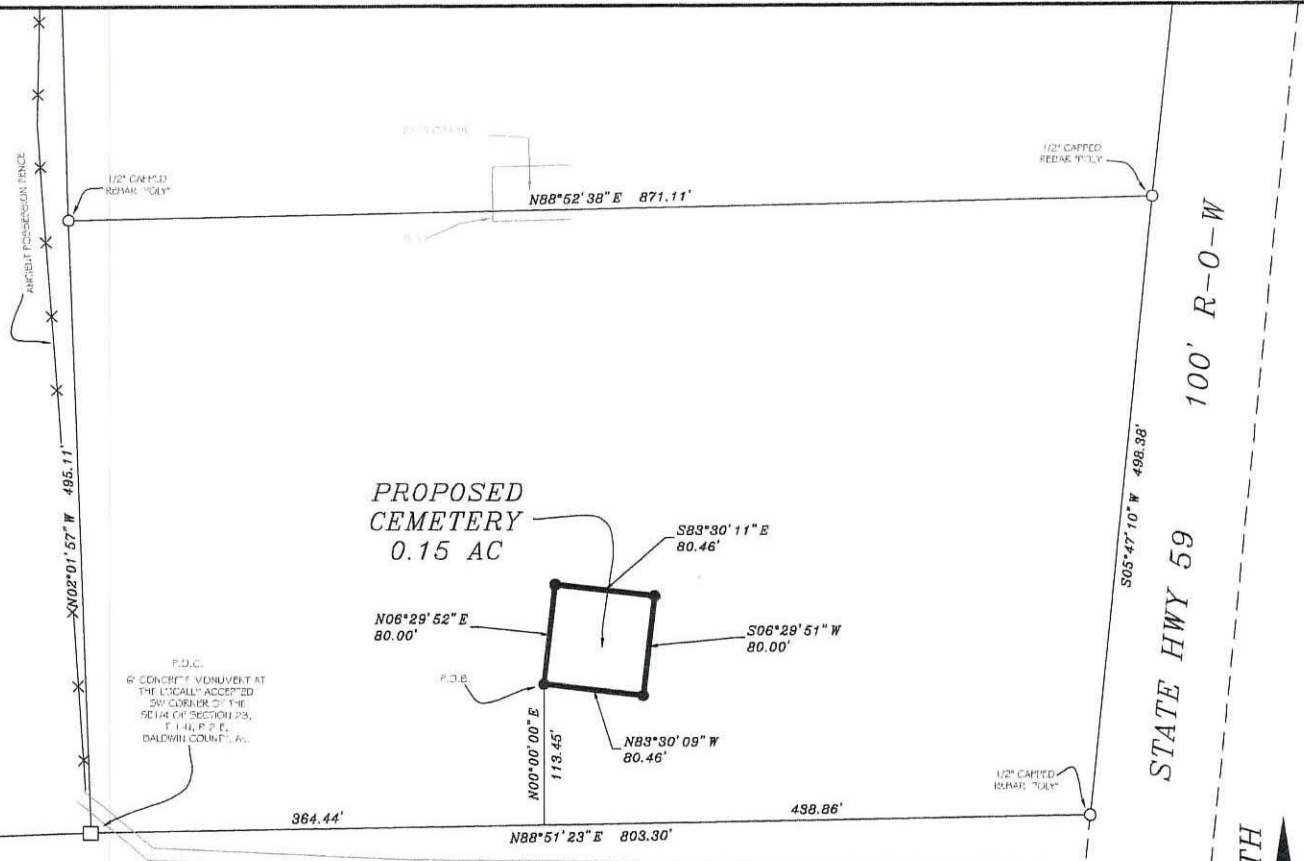 1/2" CAPPED
REBAR "POLY"
1/2" CAPPED
REBAR "POLY"
ANCIENT POSSESSION FENCE
N88°52'38"E 871.11'
100' R-O-W
N02°01'57"W 495.11'
S05°47'10"W 498.38'
PROPOSED
CEMETERY
0.15 AC
S83°30'11"E
80.46'
N06°29'52"E
80.00'
S06°29'51"W
80.00'
STATE HWY 59
P.O.C.
6" CONCRETE MONUMENT AT
THE LOCALLY ACCEPTED
SW CORNER OF THE
SE1/4 OF SECTION 23,
BALDWIN COUNTY, AL.
P.O.B.
N83°30'09"W
80.46'
N00°00'00"E
113.45'
1/2" CAPPED
REBAR "POLY"
364.44'
438.86'
N88°51'23"E 803.30'
TH